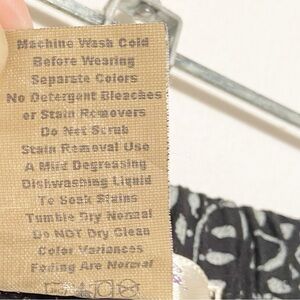 Machine Wash Cold
Before Wearing
Separate Colors
No Detergent Bleaches
or Stain Removers
Do Not Scrub
Stain Removal Use
A Mild Degreasing
Dishwashing Liquid
To Soak Stains
Tumble Dry Normal
Do NOT Dry Clean
Color Variances
Fading Are Normal